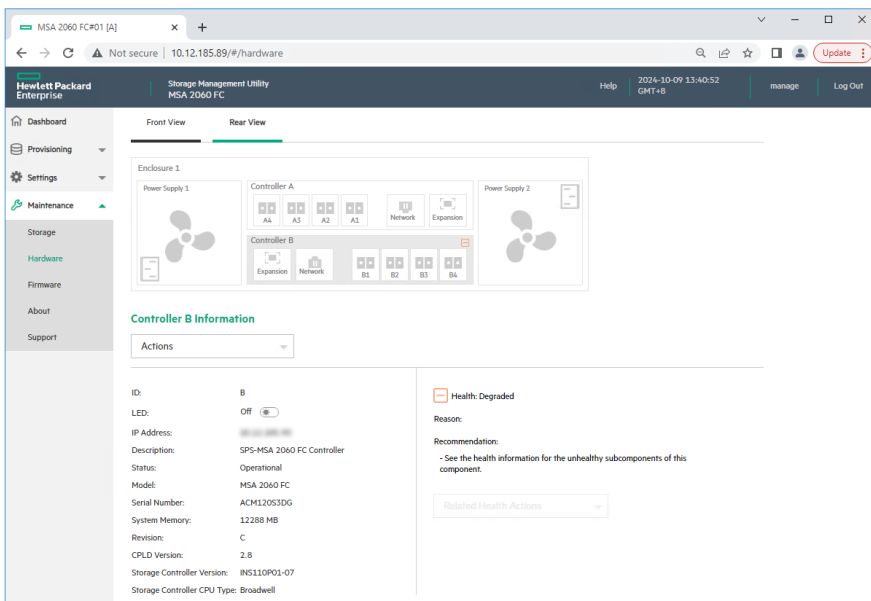 MSA 2060 FC#01 [A]
Not secure | 10.12.185.89/#/hardware
Update
Hewlett Packard
Enterprise
Storage Management Utility
MSA 2060 FC
Help
2024-10-09 13:40:52
GMT+8
manage
Log Out
Dashboard
Provisioning
Settings
Maintenance
Storage
Hardware
Firmware
About
Support
Front View
Rear View
Enclosure 1
Power Supply 1
Controller A
A4
A3
A2
A1
Network
Expansion
Controller B
Expansion
Network
B1
B2
B3
B4
Power Supply 2
Controller B Information
Actions
ID: B
LED: Off
IP Address:
Description: SPS-MSA 2060 FC Controller
Status: Operational
Model: MSA 2060 FC
Serial Number: ACM120S3DG
System Memory: 12288 MB
Revision: C
CPLD Version: 2.8
Storage Controller Version: INS110P01-07
Storage Controller CPU Type: Broadwell
Health: Degraded
Reason:
Recommendation:
- See the health information for the unhealthy subcomponents of this
component.
Related Health Actions